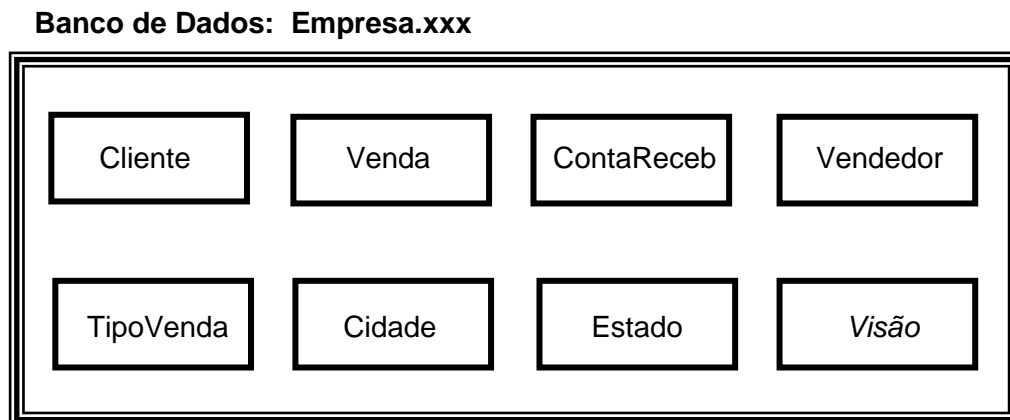 Banco de Dados: Empresa.xxx
Cliente Venda ContaReceb Vendedor
TipoVenda Cidade Estado Visão